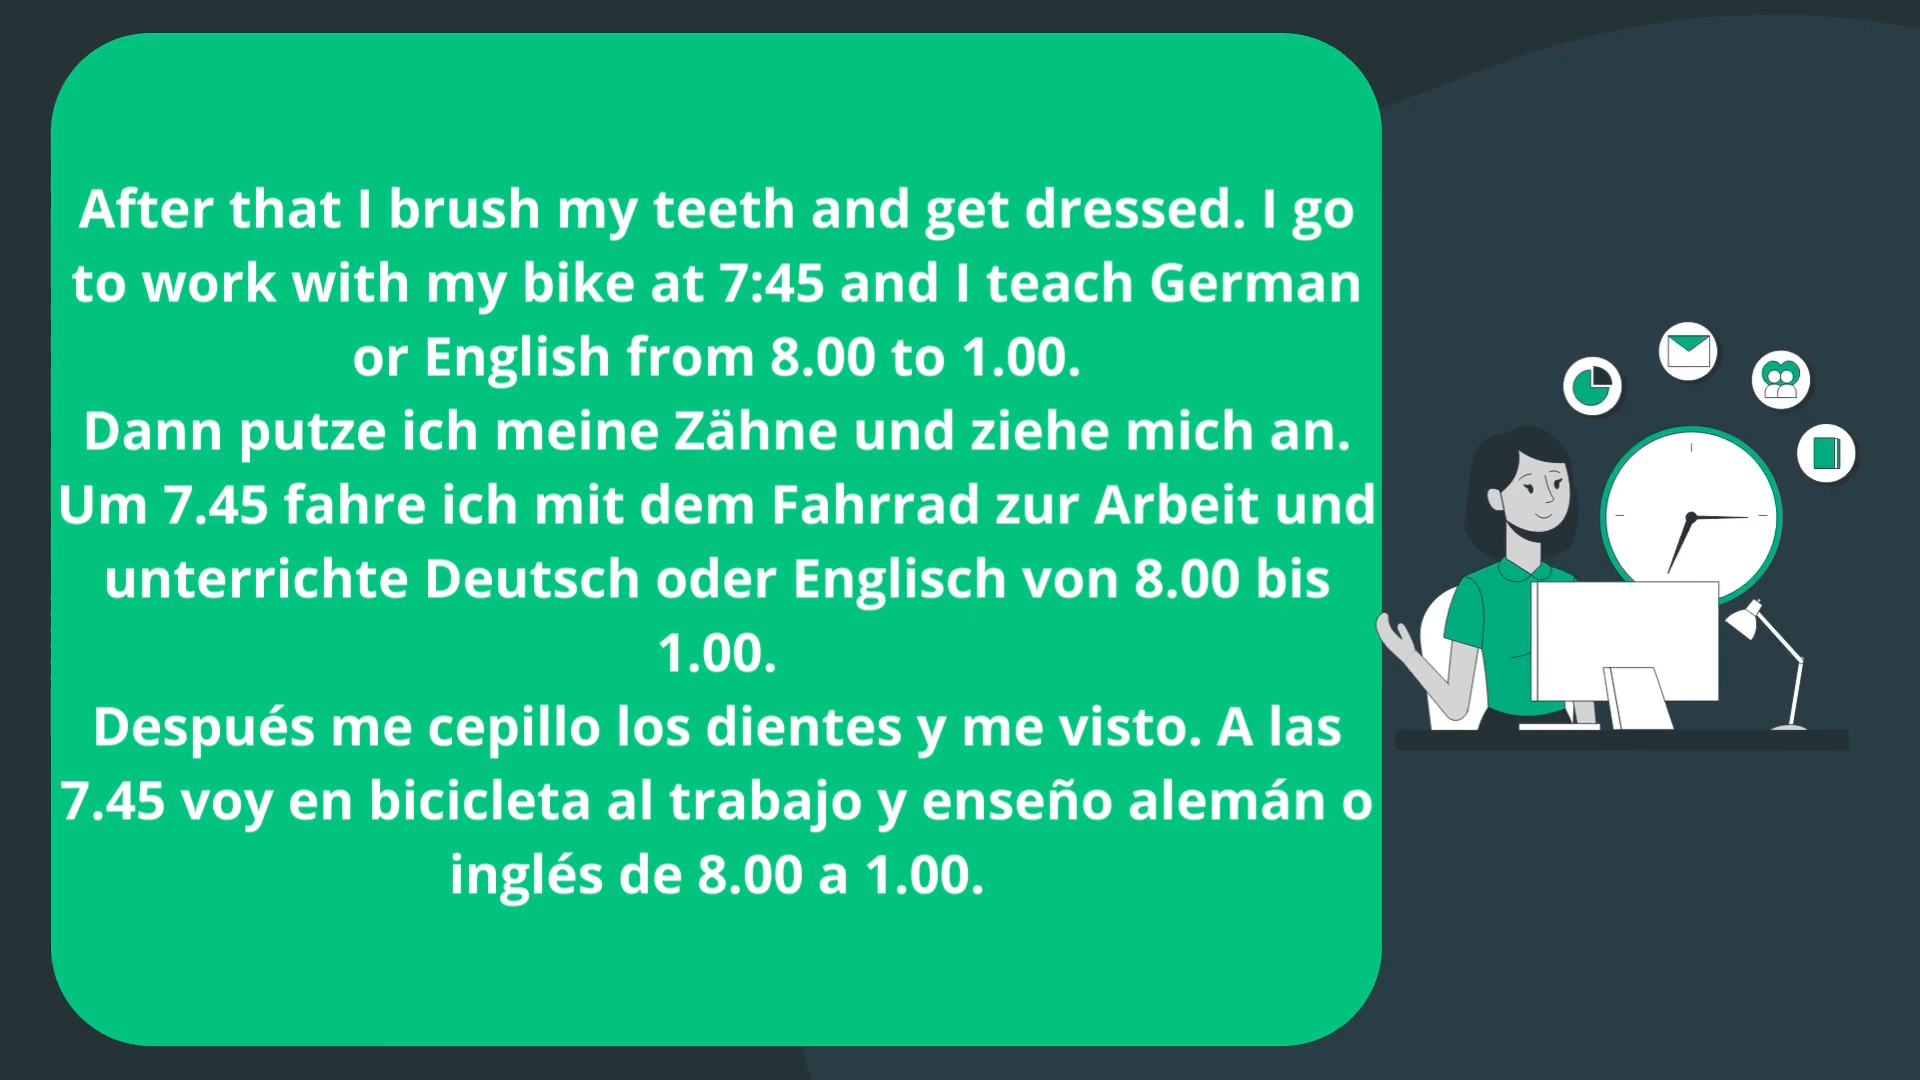 After that I brush my teeth and get dressed. I go
to work with my bike at 7:45 and I teach German
or English from 8.00 to 1.00.
Dann putze ich meine Zähne und ziehe mich an.
Um 7.45 fahre ich mit dem Fahrrad zur Arbeit und
unterrichte Deutsch oder Englisch von 8.00 bis
1.00.
Después me cepillo los dientes y me visto. A las
7.45 voy en bicicleta al trabajo y enseño alemán o
inglés de 8.00 a 1.00.